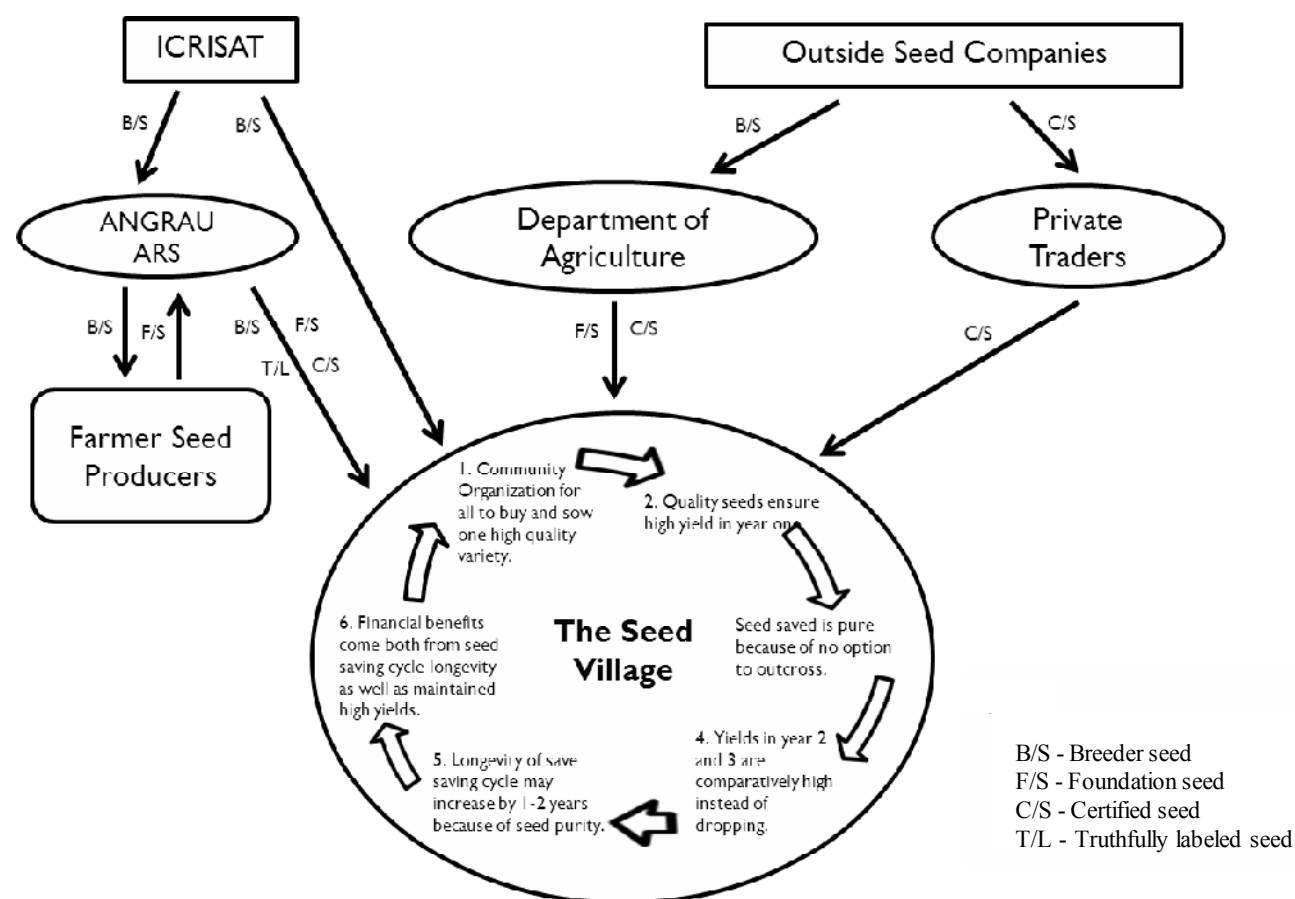 ICRISAT
Outside Seed Companies
B/S
B/S
B/S
C/S
ANGRAU
ARS
Department of
Agriculture
Private
Traders
B/S
F/S
B/S
F/S
T/L
C/S
F/S
C/S
C/S
Farmer Seed
Producers
1. Community
Organization for
all to buy and sow
one high quality
variety.
2. Quality seeds ensure
high yield in year on
Seed saved is pure
because of no option
to outcross.
4. Yields in year 2
and 3 are
comparatively high
instead of
dropping.
5. Longevity of save
saving cycle may
increase by 1-2 years
because of seed purity.
6. Financial benefits
come both from seed
saving cycle longevity
as well as maintained
high yields.
The Seed
Village
B/S - Breeder seed
F/S - Foundation seed
C/S - Certified seed
T/L - Truthfully labeled seed